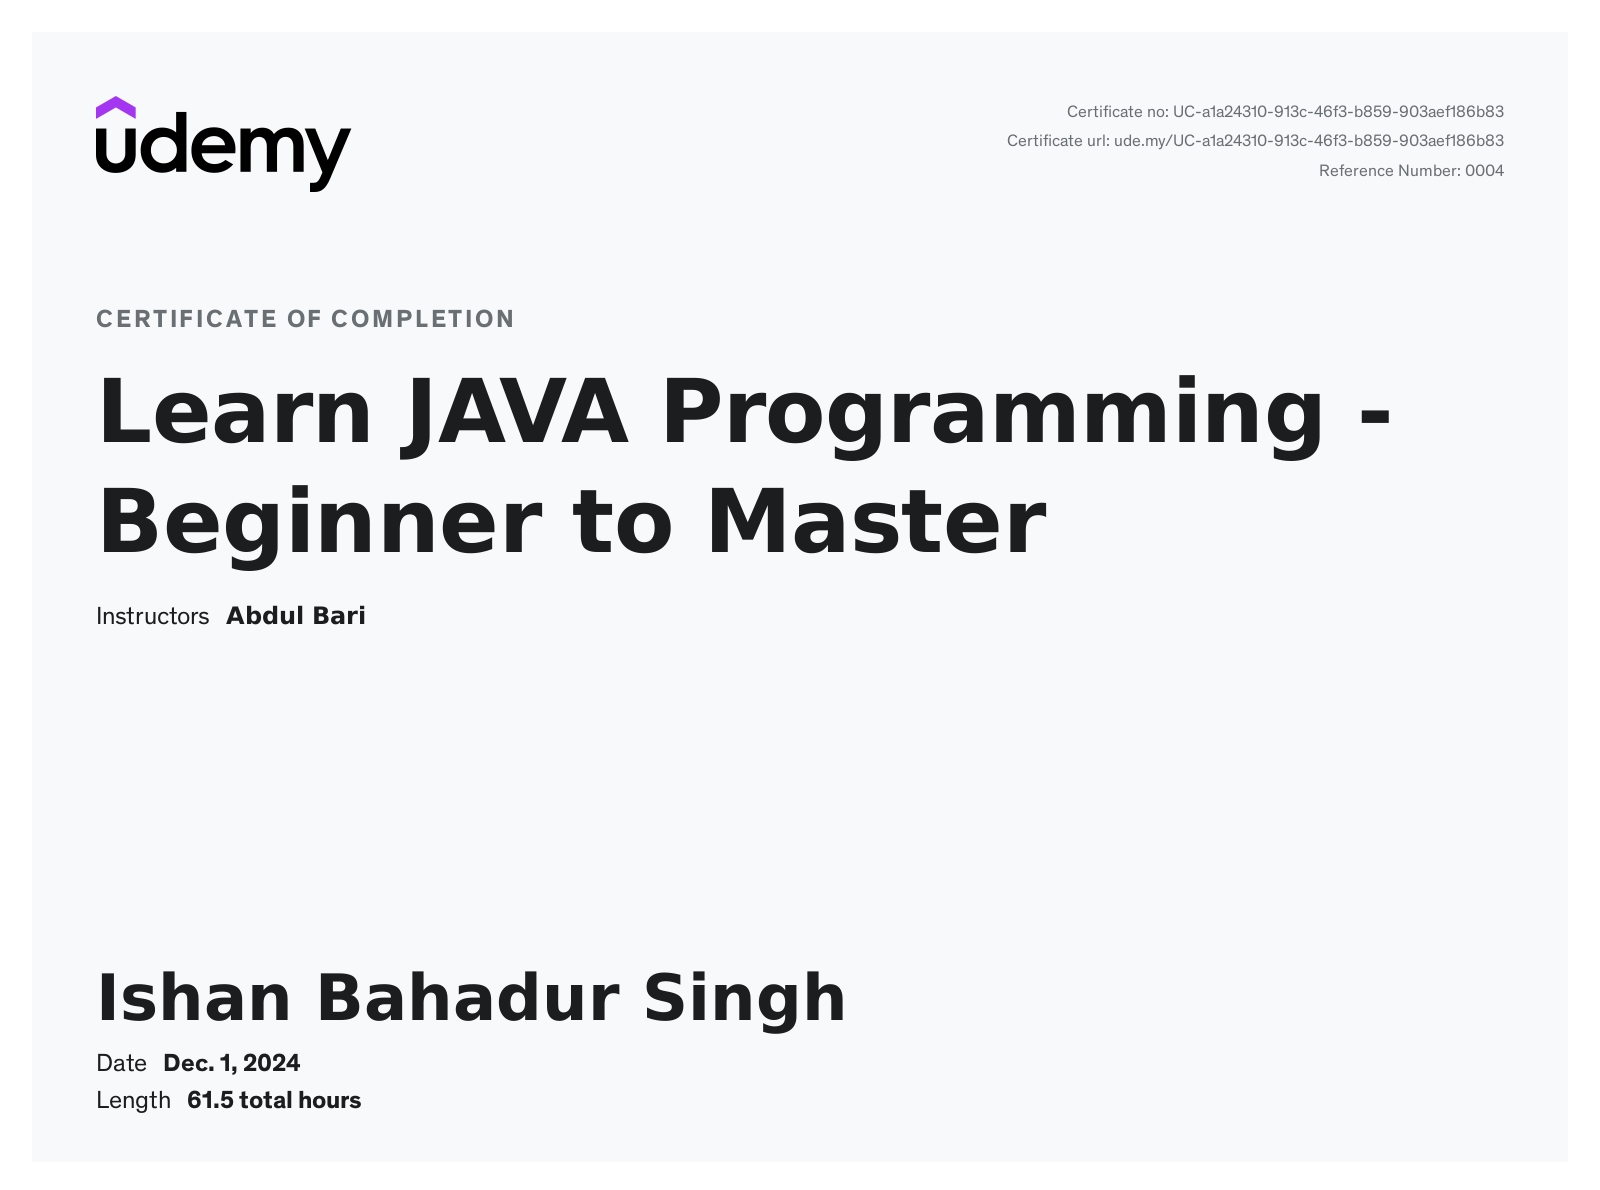 udemy
Certificate no: UC-a1a24310-913c-46f3-b859-903aef186b83
Certificate url: ude.my/UC-a1a24310-913c-46f3-b859-903aef186b83
Reference Number: 0004
CERTIFICATE OF COMPLETION
Learn JAVA Programming -
Beginner to Master
Instructors Abdul Bari
Ishan Bahadur Singh
Date Dec. 1, 2024
Length 61.5 total hours